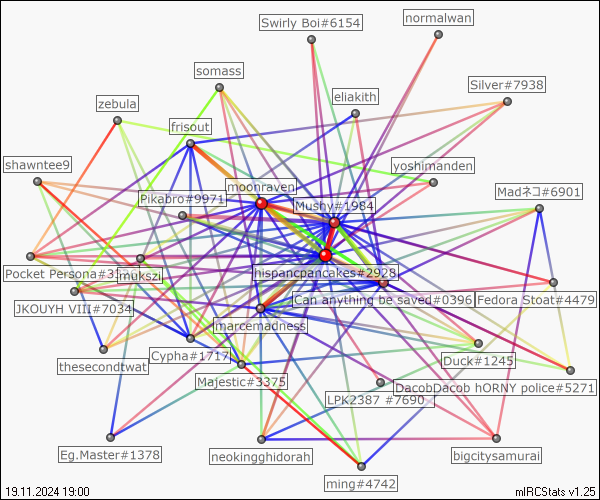 normalwan
Swirly Boi#6154
somass
Silver#7938
eliakith
zebula
frisout
shawntee9
yoshimanden
moonraven
Madネコ#6901
Pikabro#9971
Mushy#1984
Pocket Persona#3
mukszi
hispancpancakes#2928
JKOUYH VIII#7034
Can anything be saved#0396
Fedora Stoat#4479
marcemadness
thesecondtwat
Cypha#1717
Duck#1245
Majestic#3375
DacobDacob hORNY police#5271
LPK2387 #7690
Eg.Master#1378
neokingghidorah
bigcitysamurai
ming#4742
19.11.2024 19:00
mIRCStats v1.25